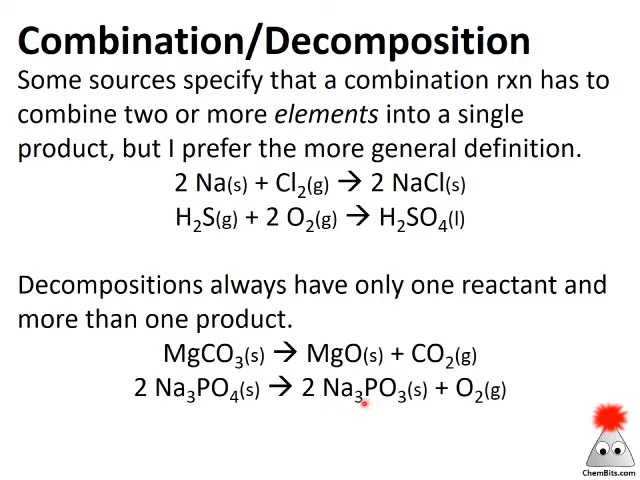 Combination/Decomposition
Some sources specify that a combination rxn has to
combine two or more elements into a single
product, but I prefer the more general definition.
2 Na(s) + Cl₂(g) → 2 NaCl(s)
H₂S(g) + 2 O₂(g) → H₂SO₄(l)
Decompositions always have only one reactant and
more than one product.
MgCO₃(s) → MgO(s) + CO₂(g)
2 Na₃PO₄(s) → 2 Na₃PO₃(s) + O₂(g)
ChemBits.com